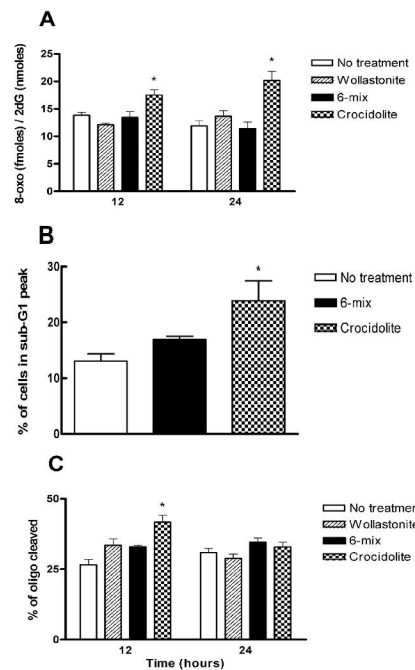 A
8-oxo (fmoles) / 2dG (nmoles)
25
20
15
10
5
0
*
*
12
24
No treatment
Wollastonite
6-mix
Crocidolite
B
% of cells in sub-G1 peak
30
20
10
0
*
No treatment
6-mix
Crocidolite
C
% of oligo cleaved
50
25
0
*
12
24
Time (hours)
No treatmen
Wollastonite
6-mix
Crocidolite